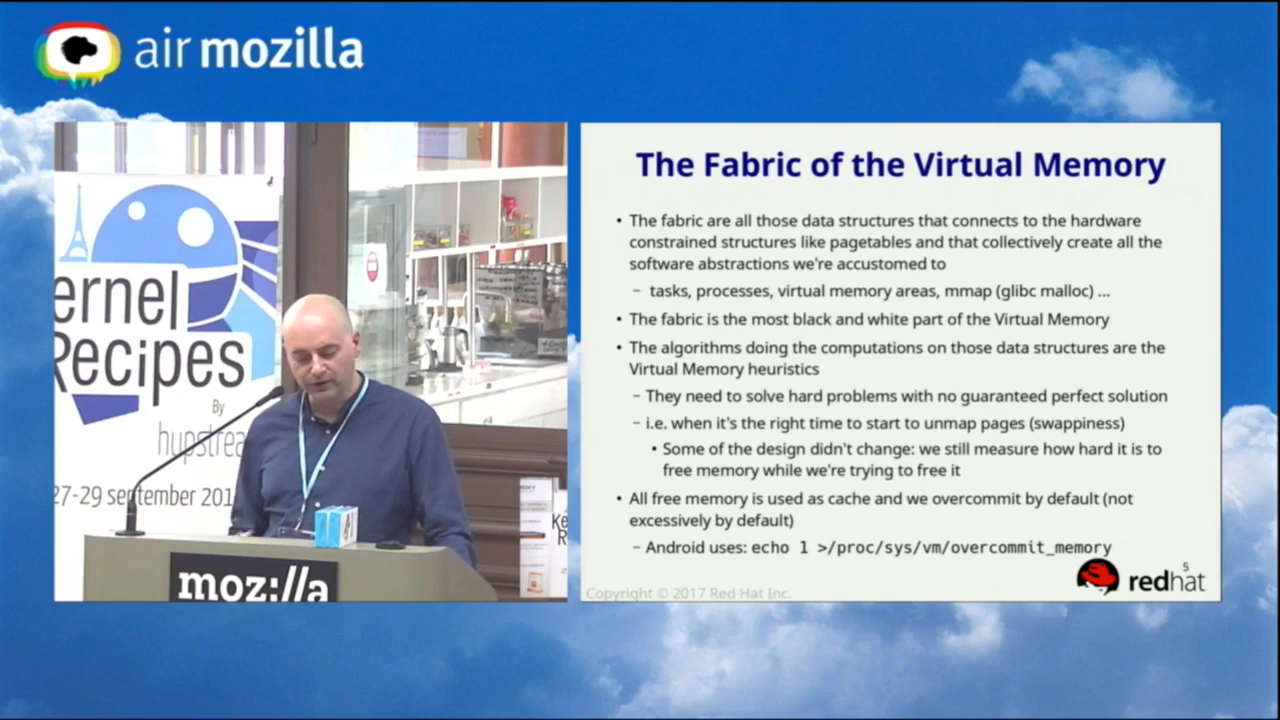 air mozilla
ernel
Recipes
By
hupstrea
27-29 september 201
moz://a
Ke
R
The Fabric of the Virtual Memory
• The fabric are all those data structures that connects to the hardware
constrained structures like pagetables and that collectively create all the
software abstractions we're accustomed to
– tasks, processes, virtual memory areas, mmap (glibc malloc) ...
• The fabric is the most black and white part of the Virtual Memory
• The algorithms doing the computations on those data structures are the
Virtual Memory heuristics
– They need to solve hard problems with no guaranteed perfect solution
– i.e. when it's the right time to start to unmap pages (swappiness)
• Some of the design didn't change: we still measure how hard it is to
free memory while we're trying to free it
• All free memory is used as cache and we overcommit by default (not
excessively by default)
– Android uses: echo 1 >/proc/sys/vm/overcommit_memory
5
redhat
Copyright © 2017 Red Hat Inc.